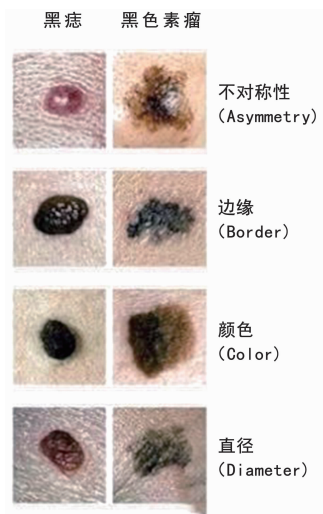 黑痣 黑色素瘤
不对称性
(Asymmetry)
边缘
(Border)
颜色
(Color)
直径
(Diameter)